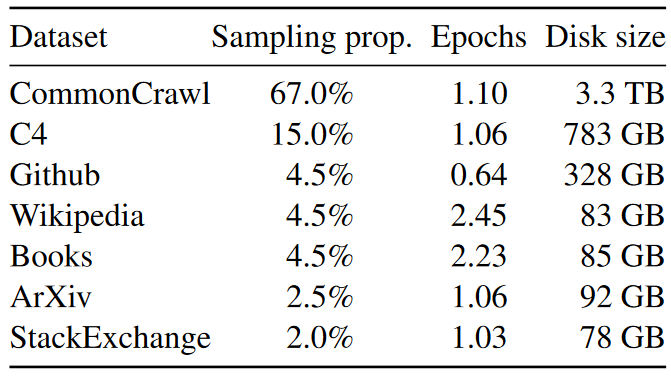 Dataset Sampling prop. Epochs Disk size
CommonCrawl 67.0% 1.10 3.3 TB
C4 15.0% 1.06 783 GB
Github 4.5% 0.64 328 GB
Wikipedia 4.5% 2.45 83 GB
Books 4.5% 2.23 85 GB
ArXiv 2.5% 1.06 92 GB
StackExchange 2.0% 1.03 78 GB